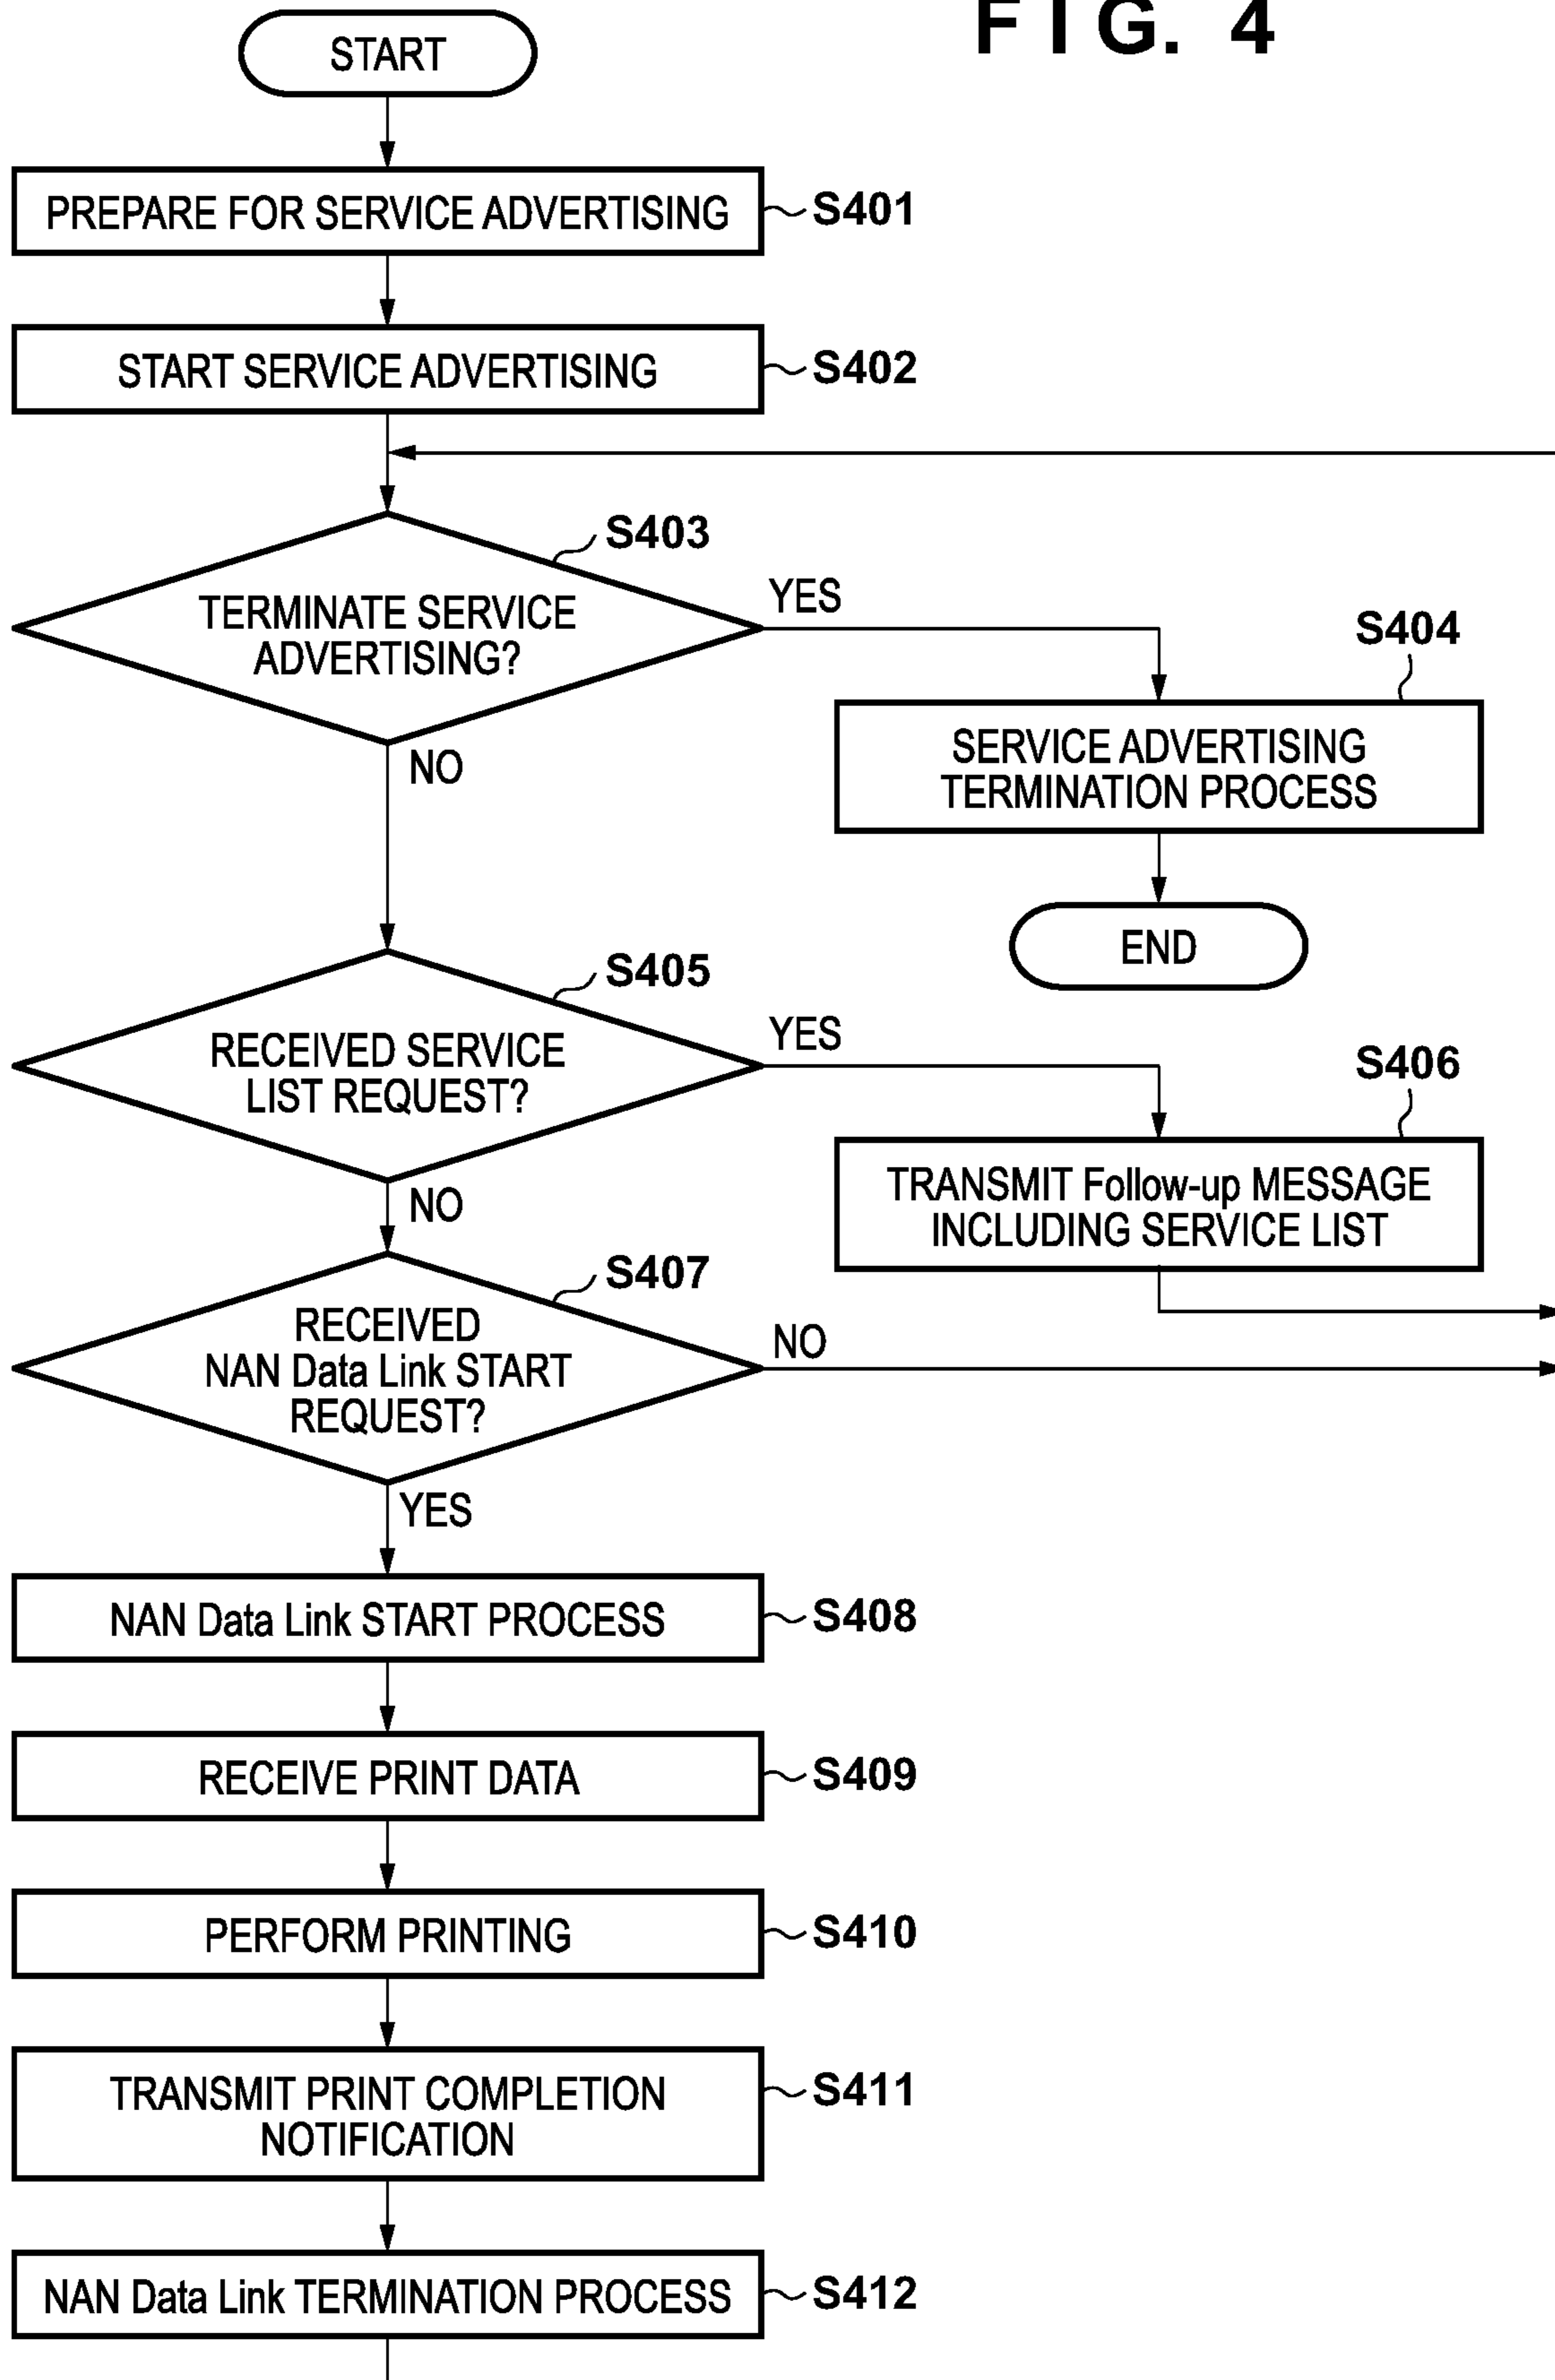 FIG. 4
START
PREPARE FOR SERVICE ADVERTISING
S401
START SERVICE ADVERTISING
S402
S403
TERMINATE SERVICE
ADVERTISING?
YES
NO
S404
SERVICE ADVERTISING
TERMINATION PROCESS
END
S405
RECEIVED SERVICE
LIST REQUEST?
YES
NO
S406
TRANSMIT Follow-up MESSAGE
INCLUDING SERVICE LIST
S407
RECEIVED
NAN Data Link START
REQUEST?
NO
YES
NAN Data Link START PROCESS
S408
RECEIVE PRINT DATA
S409
PERFORM PRINTING
S410
TRANSMIT PRINT COMPLETION
NOTIFICATION
S411
NAN Data Link TERMINATION PROCESS
S412